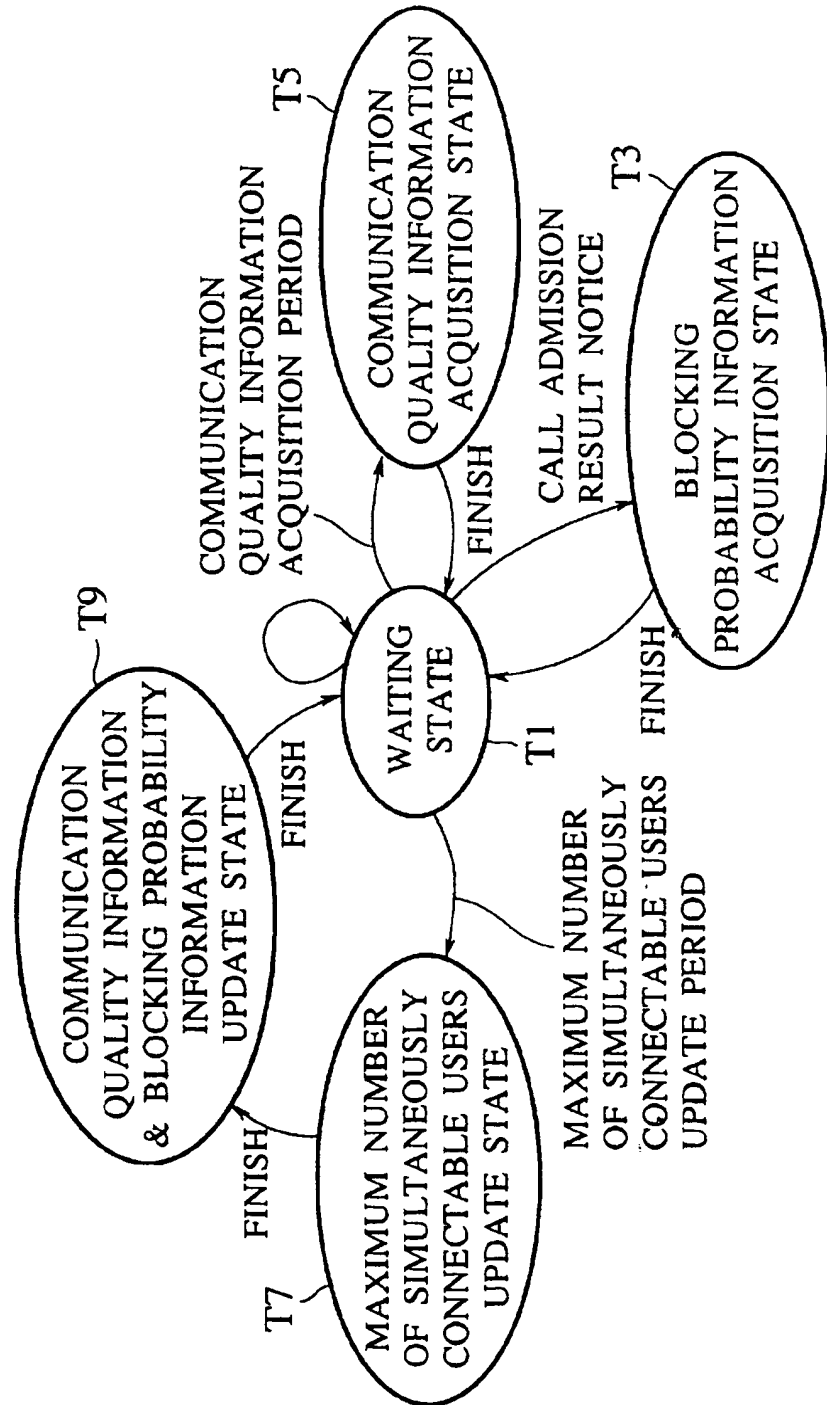 T9
COMMUNICATION
QUALITY INFORMATION
& BLOCKING PROBABILITY
INFORMATION
UPDATE STATE
COMMUNICATION
QUALITY INFORMATION
ACQUISITION PERIOD
T5
COMMUNICATION
QUALITY INFORMATION
ACQUISITION STATE
FINISH
FINISH
FINISH
T7
MAXIMUM NUMBER
OF SIMULTANEOUSLY
CONNECTABLE USERS
UPDATE STATE
WAITING
STATE
T1
CALL ADMISSION
RESULT NOTICE
FINISH
MAXIMUM NUMBER
OF SIMULTANEOUSLY
CONNECTABLE USERS
UPDATE PERIOD
T3
BLOCKING
PROBABILITY INFORMATION
ACQUISITION STATE